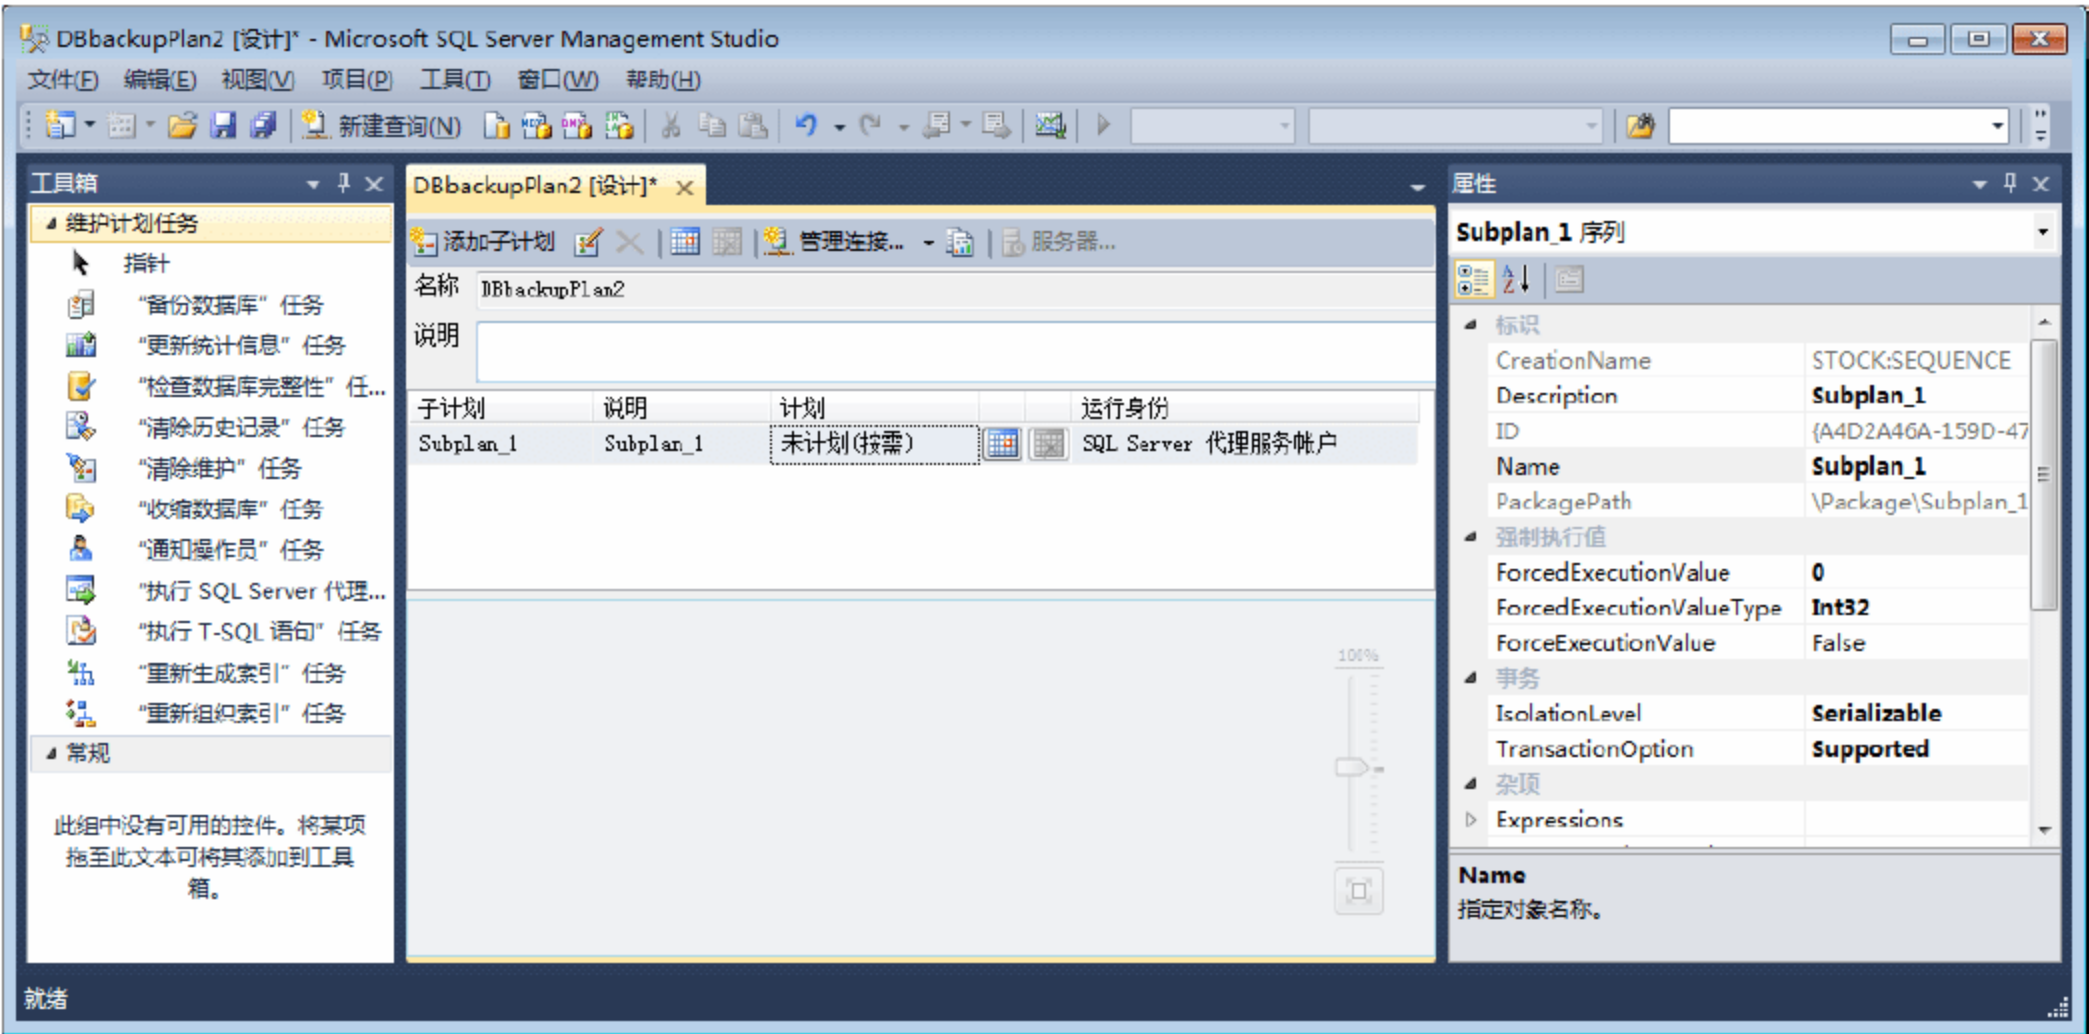 DBbackupPlan2 [设计]* - Microsoft SQL Server Management Studio
文件(F) 编辑(E) 视图(V) 项目(P) 工具(T) 窗口(W) 帮助(H)
新建查询(N)
工具箱
维护计划任务
指针
“备份数据库” 任务
“更新统计信息” 任务
“检查数据库完整性” 任...
“清除历史记录” 任务
“清除维护” 任务
“收缩数据库” 任务
“通知操作员” 任务
“执行 SQL Server 代理...
“执行 T-SQL 语句” 任务
“重新生成索引” 任务
“重新组织索引” 任务
常规
此组中没有可用的控件。将某项
拖至此文本可将其添加到工具
箱。
DBbackupPlan2 [设计]*
添加子计划 管理连接... 服务器...
名称 DBbackupPlan2
说明
子计划 说明 计划 运行身份
Subplan_1 Subplan_1 未计划(按需) SQL Server 代理服务帐户
100%
属性
Subplan_1 序列
标识
CreationName STOCK:SEQUENCE
Description Subplan_1
ID {A4D2A46A-159D-47
Name Subplan_1
PackagePath \Package\Subplan_1
强制执行值
ForcedExecutionValue 0
ForcedExecutionValueType Int32
ForceExecutionValue False
事务
IsolationLevel Serializable
TransactionOption Supported
杂项
Expressions
Name
指定对象名称。
就绪